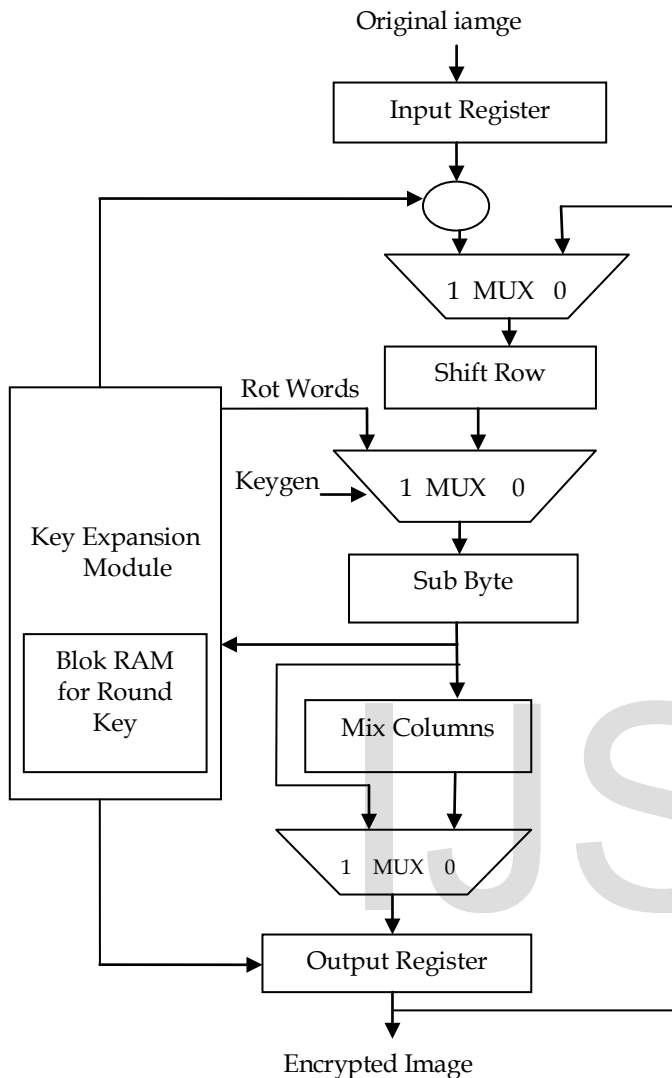 Original iamge
Input Register
1 MUX 0
Shift Row
Rot Words
Keygen
1 MUX 0
Key Expansion
Module
Sub Byte
Blok RAM
for Round
Key
Mix Columns
1 MUX 0
Output Register
Encrypted Image
IJS